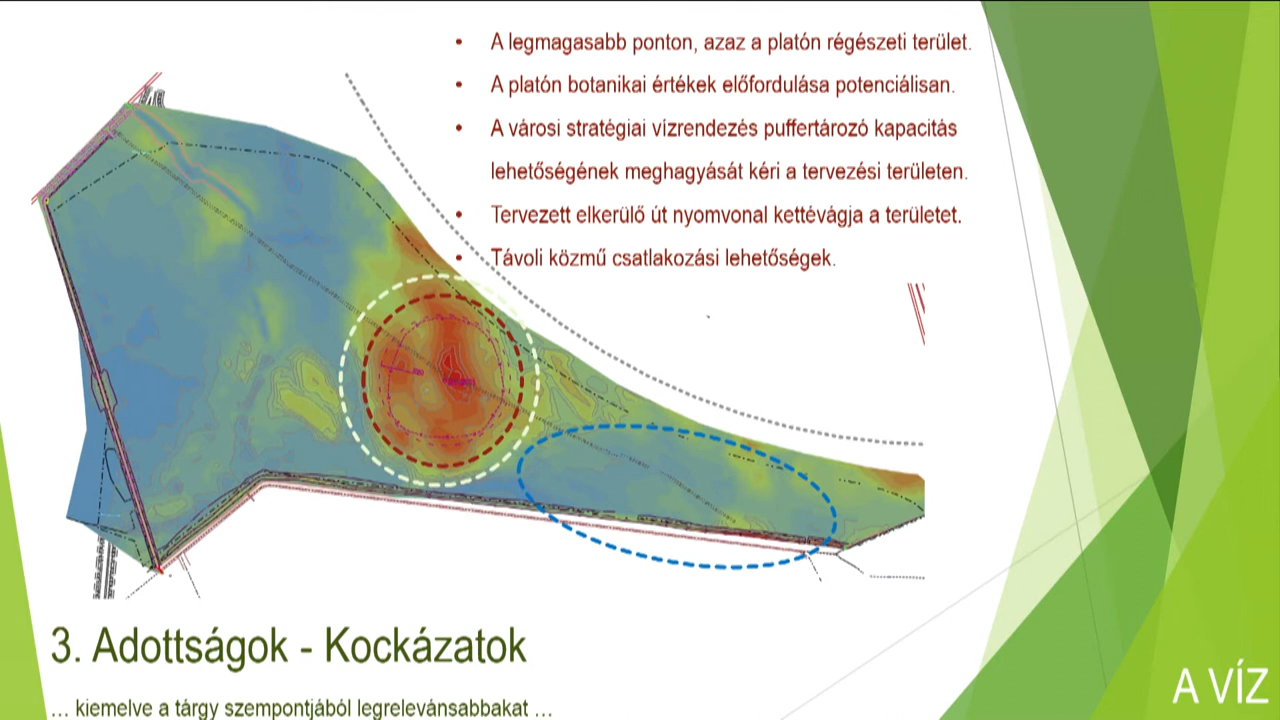 • A legmagasabb ponton, azaz a platón régészeti terület.
• A platón botanikai értékek előfordulása potenciálisan.
• A városi stratégiai vízrendezés puffertározó kapacitás
lehetőségének meghagyását kéri a tervezési területen.
• Tervezett elkerülő út nyomvonal kettévágja a területet.
• Távoli közmű csatlakozási lehetőségek.
3. Adottságok - Kockázatok
... kiemelve a tárgy szempontjából legrelevánsabbakat ...
A VÍZ